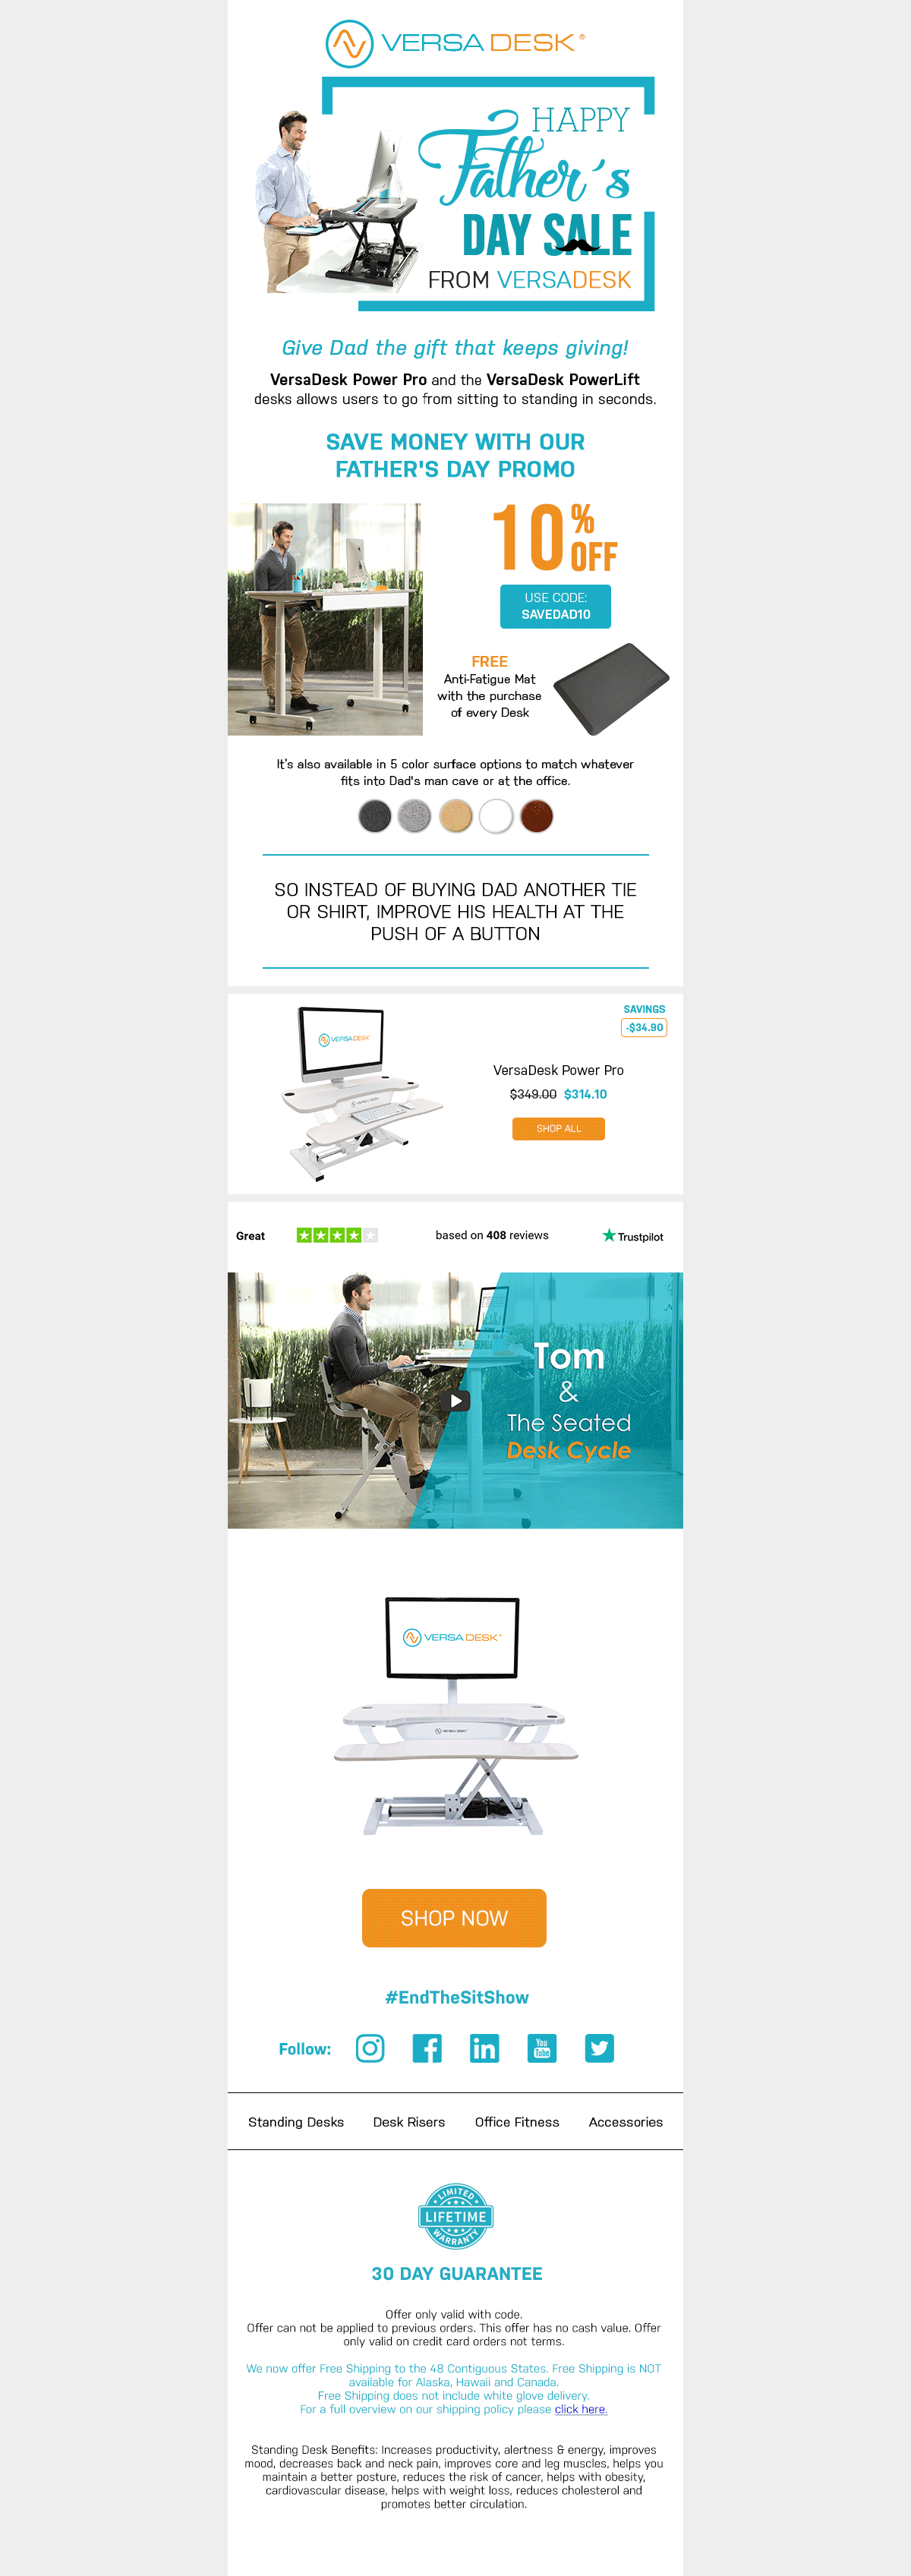 VERSA DESK®
HAPPY
Father´s
DAY SALE
FROM VERSADESK
Give Dad the gift that keeps giving!
VersaDesk Power Pro and the VersaDesk PowerLift
desks allows users to go from sitting to standing in seconds.
SAVE MONEY WITH OUR
FATHER'S DAY PROMO
10% OFF
USE CODE:
SAVEDAD10
FREE
Anti-Fatigue Mat
with the purchase
of every Desk
It's also available in 5 color surface options to match whatever
fits into Dad's man cave or at the office.
SO INSTEAD OF BUYING DAD ANOTHER TIE
OR SHIRT, IMPROVE HIS HEALTH AT THE
PUSH OF A BUTTON
SAVINGS
-$34.90
VERSA DESK
VERSA DESK
VersaDesk Power Pro
$349.00 $314.10
SHOP ALL
Great
based on 408 reviews
Trustpilot
Tom
&
The Seated
Desk Cycle
VERSA DESK
VERSA DESK
SHOP NOW
#EndTheSitShow
Follow:
in
You
Tube
Standing Desks Desk Risers Office Fitness Accessories
LIMITED
LIFETIME
WARRANTY
30 DAY GUARANTEE
Offer only valid with code.
Offer can not be applied to previous orders. This offer has no cash value. Offer
only valid on credit card orders not terms.
We now offer Free Shipping to the 48 Contiguous States. Free Shipping is NOT
available for Alaska, Hawaii and Canada.
Free Shipping does not include white glove delivery.
For a full overview on our shipping policy please click here.
Standing Desk Benefits: Increases productivity, alertness & energy, improves
mood, decreases back and neck pain, improves core and leg muscles, helps you
maintain a better posture, reduces the risk of cancer, helps with obesity,
cardiovascular disease, helps with weight loss, reduces cholesterol and
promotes better circulation.